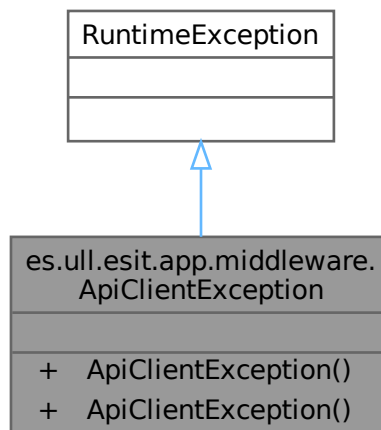 RuntimeException
es.ull.esit.app.middleware.
ApiClientException
+ ApiClientException()
+ ApiClientException()